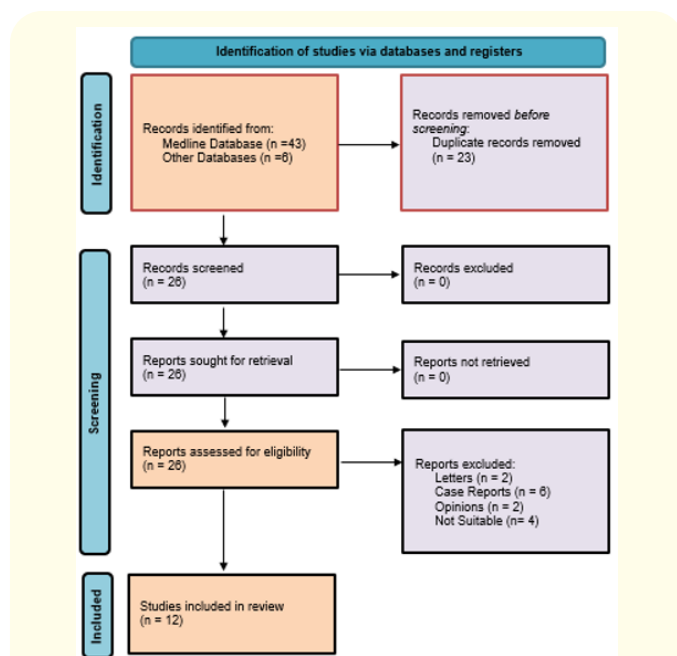 Identification of studies via databases and registers
Identification
Records identified from:
Medline Database (n =43)
Other Databases (n =6)
Records removed before
screening:
Duplicate records removed
(n = 23)
Screening
Records screened
(n = 26)
Records excluded
(n = 0)
Reports sought for retrieval
(n = 26)
Reports not retrieved
(n = 0)
Reports assessed for eligibility
(n = 26)
Reports excluded:
Letters (n = 2)
Case Reports (n = 6)
Opinions (n = 2)
Not Suitable (n= 4)
Included
Studies included in review
(n = 12)